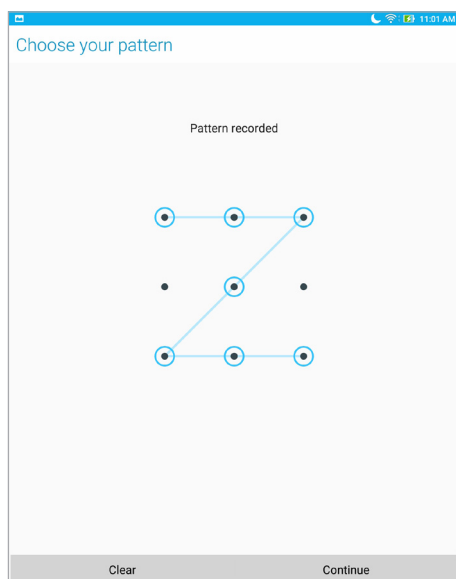 11:01 AM
Choose your pattern
Pattern recorded
Clear
Continue